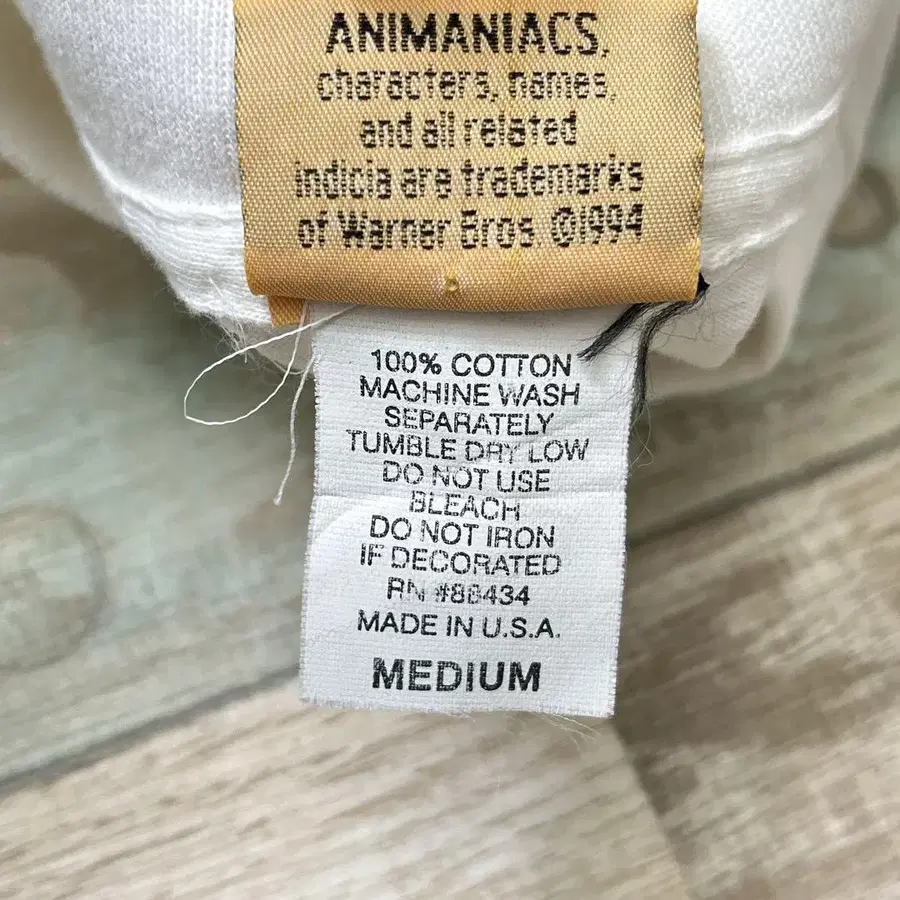 ANIMANIACS,
characters, names,
and all related
indicia are trademarks
of Warner Bros. ©1994
100% COTTON
MACHINE WASH
SEPARATELY
TUMBLE DRY LOW
DO NOT USE
BLEACH
DO NOT IRON
IF DECORATED
RN #88434
MADE IN U.S.A.
MEDIUM